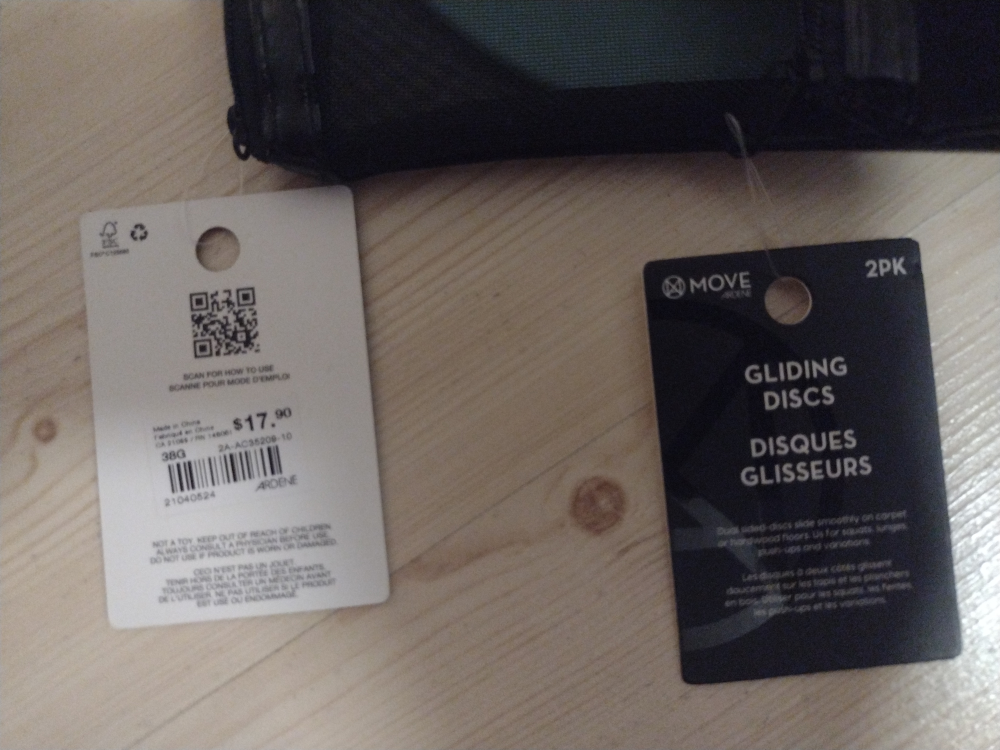 FSC
SCAN FOR HOW TO USE
SCANNE POUR MODE D'EMPLOI
Made in China
Fabriqué en Chine
$17.90
38G
2A-AC35209-10
21040524
ARDENE
NOT A TOY. KEEP OUT OF REACH OF CHILDREN.
ALWAYS CONSULT A PHYSICIAN BEFORE USE.
DO NOT USE IF PRODUCT IS WORN OR DAMAGED.
CECI N'EST PAS UN JOUET.
TENIR HORS DE LA PORTÉE DES ENFANTS.
TOUJOURS CONSULTER UN MÉDECIN AVANT
DE L'UTILISER. NE PAS UTILISER SI LE PRODUIT
EST USÉ OU ENDOMMAGÉ.
MOVE
ARDENE
2PK
GLIDING
DISCS
DISQUES
GLISSEURS
Dual sided-discs slide smoothly on carpet
or hardwood floors. Us for squats, lunges,
push-ups and variations.
Les disques à deux côtés glissent
doucement sur les tapis et les planchers
en bois. pour les squats, les fentes,
les push-ups et les variations.